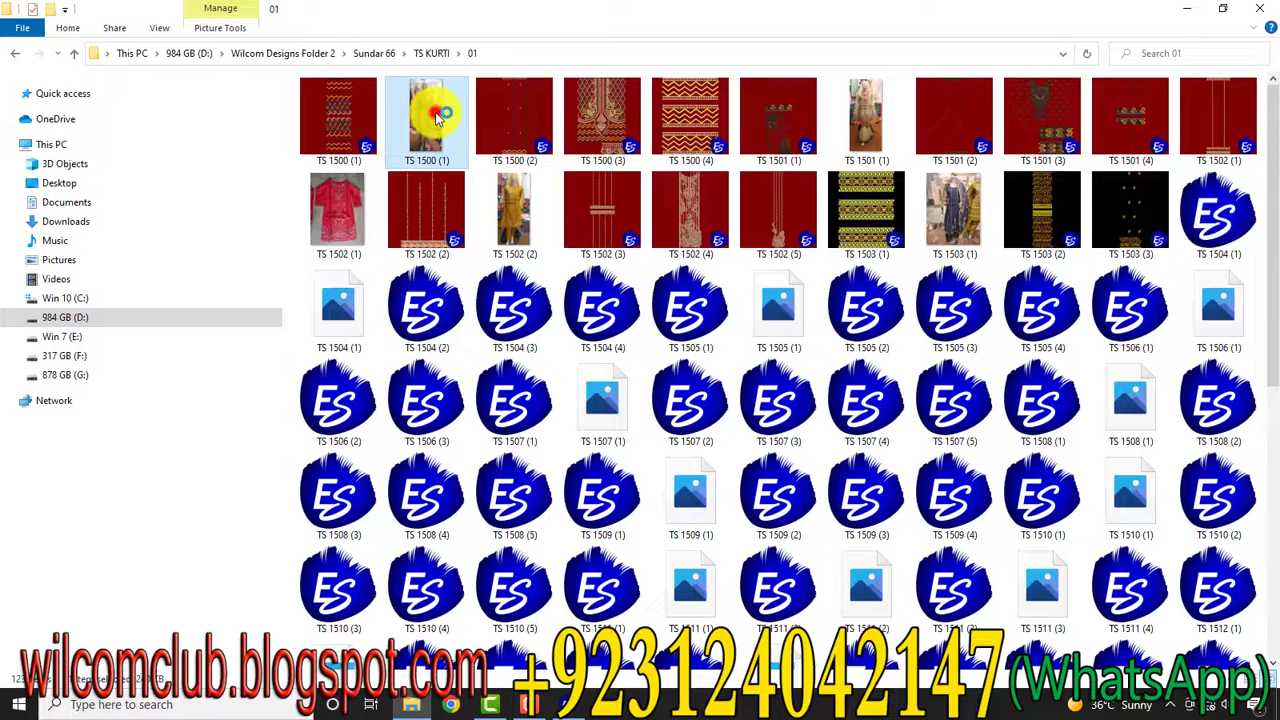 Manage
01
File
Home
Share
View
Picture Tools
This PC > 984 GB (D:) > Wilcom Designs Folder 2 > Sundar 66 > TS KURTI > 01
Search 01
Quick access
OneDrive
This PC
3D Objects
Desktop
Documents
Downloads
Music
Pictures
Videos
Win 10 (C:)
984 GB (D:)
Win 7 (E:)
317 GB (F:)
878 GB (G:)
Network
TS 1500 (1) TS 1500 (1) TS 1500 (2) TS 1500 (3) TS 1500 (4) TS 1501 (1) TS 1501 (1) TS 1501 (2) TS 1501 (3) TS 1501 (4) TS 1502 (1)
TS 1502 (1) TS 1502 (2) TS 1502 (2) TS 1502 (3) TS 1502 (4) TS 1502 (5) TS 1503 (1) TS 1503 (1) TS 1503 (2) TS 1503 (3) TS 1504 (1)
TS 1504 (1) TS 1504 (2) TS 1504 (3) TS 1504 (4) TS 1505 (1) TS 1505 (1) TS 1505 (2) TS 1505 (3) TS 1505 (4) TS 1506 (1) TS 1506 (1)
TS 1506 (2) TS 1506 (3) TS 1507 (1) TS 1507 (1) TS 1507 (2) TS 1507 (3) TS 1507 (4) TS 1507 (5) TS 1508 (1) TS 1508 (1) TS 1508 (2)
TS 1508 (3) TS 1508 (4) TS 1508 (5) TS 1509 (1) TS 1509 (1) TS 1509 (2) TS 1509 (3) TS 1509 (4) TS 1510 (1) TS 1510 (1) TS 1510 (2)
TS 1510 (3) TS 1510 (4) TS 1510 (5) TS 1511 (1) TS 1511 (1) TS 1511 (2) TS 1511 (2) TS 1511 (3) TS 1511 (4) TS 1512 (1)
wilcomclub.blogspot.com +923124042147 (WhatsApp)
Type here to search
36°C Sunny